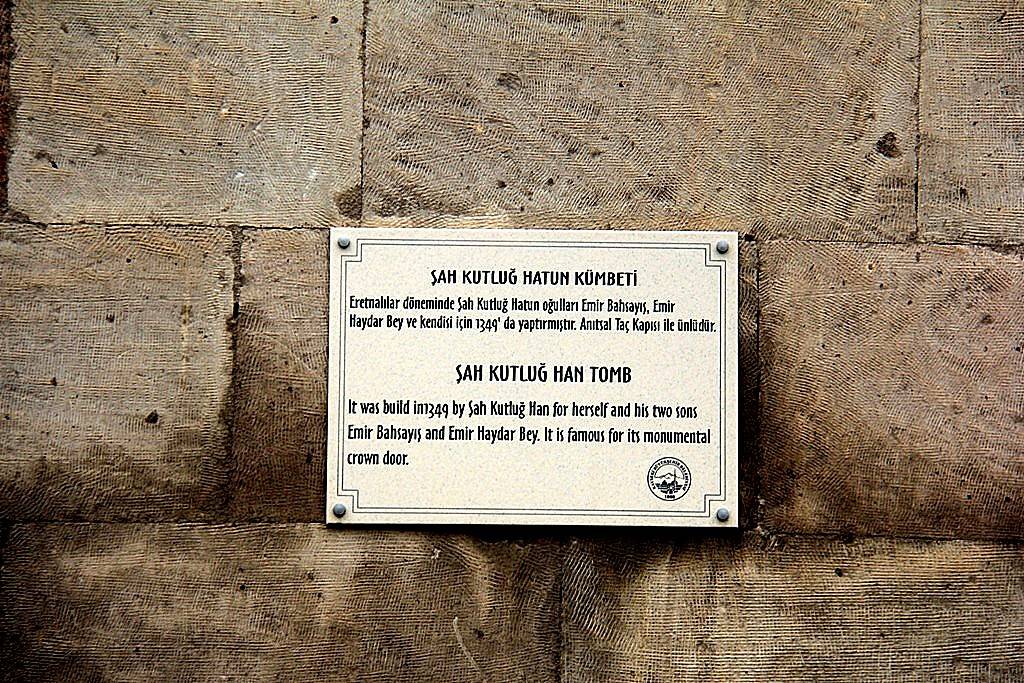 ŞAH KUTLUĞ HATUN KÜMBETİ
Eretnalılar döneminde Şah Kutluğ Hatun oğulları Emir Bahsayış, Emir
Haydar Bey ve kendisi için 1349' da yaptırmıştır. Anıtsal Taç Kapısı ile ünlüdür.
ŞAH KUTLUĞ HAN TOMB
It was build in1349 by Şah Kutluğ Han for herself and his two sons
Emir Bahsayış and Emir Haydar Bey. It is famous for its monumental
crown door.